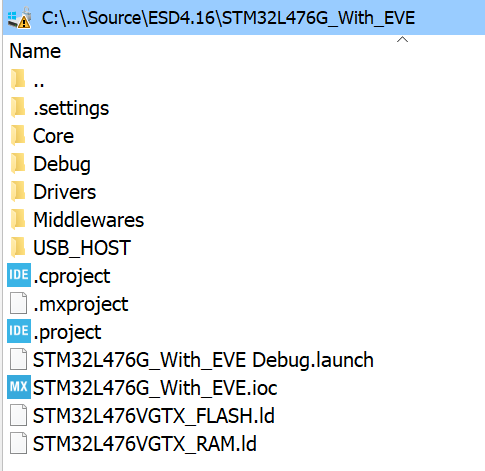 C:\...\Source\ESD4.16\STM32L476G_With_EVE
Name
..
.settings
Core
Debug
Drivers
Middlewares
USB_HOST
IDE .cproject
.mxproject
IDE .project
STM32L476G_With_EVE Debug.launch
MX STM32L476G_With_EVE.ioc
STM32L476VGTX_FLASH.ld
STM32L476VGTX_RAM.ld